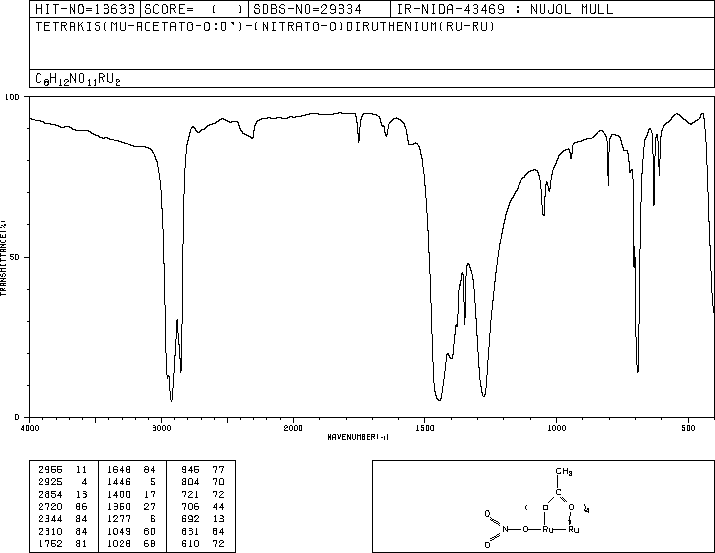 HIT-NO=13633 SCORE= ( ) SDBS-NO=29334 IR-NIDA-43469 : NUJOL MULL
TETRAKIS(MU-ACETATO-O:O')-(NITRATO-O)DIRUTHENIUM(RU-RU)
C8H12NO11RU2
100
50
0
TRANSMITTANCE(%)
4000 3000 2000 1500 1000 500
WAVENUMBER(-1)
2955 11 1648 84 946 77
2925 4 1446 5 804 70
2854 13 1400 17 721 72
2720 86 1350 27 706 44
2344 84 1277 6 692 13
2310 84 1049 60 631 64
1752 81 1028 68 610 72
CH3
C
( O O )4
O
N O Ru Ru
O